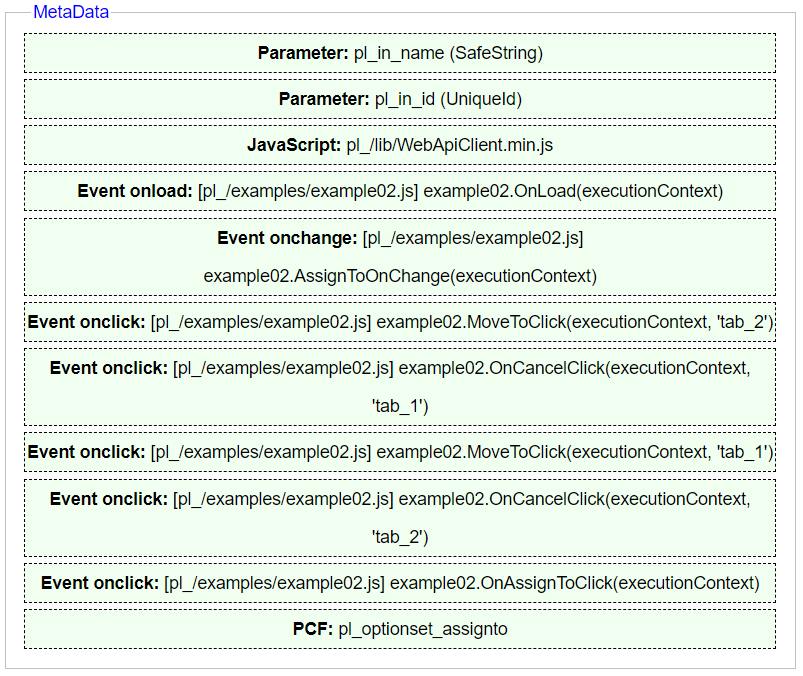 MetaData
Parameter: pl_in_name (SafeString)
Parameter: pl_in_id (UniqueId)
JavaScript: pl_/lib/WebApiClient.min.js
Event onload: [pl_/examples/example02.js] example02.OnLoad(executionContext)
Event onchange: [pl_/examples/example02.js]
example02.AssignToOnChange(executionContext)
Event onclick: [pl_/examples/example02.js] example02.MoveToClick(executionContext, 'tab_2')
Event onclick: [pl_/examples/example02.js] example02.OnCancelClick(executionContext,
'tab_1')
Event onclick: [pl_/examples/example02.js] example02.MoveToClick(executionContext, 'tab_1')
Event onclick: [pl_/examples/example02.js] example02.OnCancelClick(executionContext,
'tab_2')
Event onclick: [pl_/examples/example02.js] example02.OnAssignToClick(executionContext)
PCF: pl_optionset_assignto